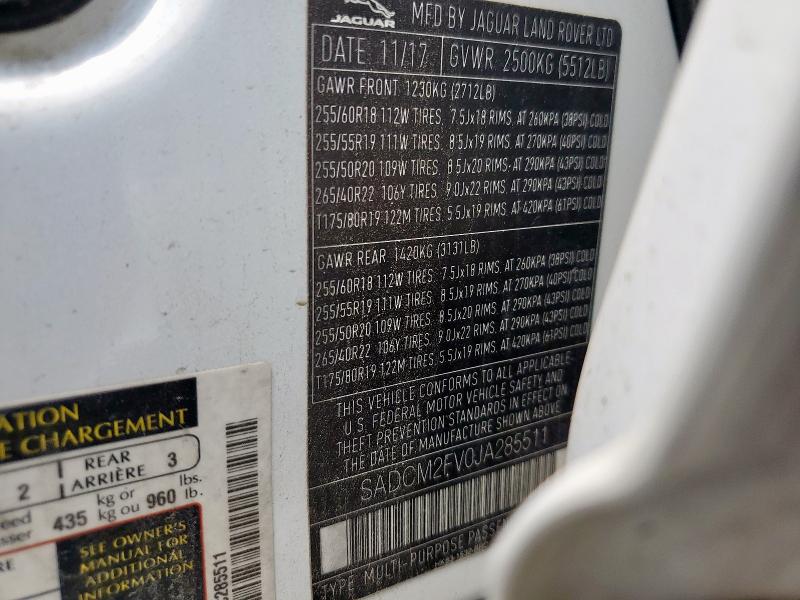 JAGUAR
MFD BY JAGUAR LAND ROVER LTD
DATE 11/17 GVWR 2500KG (5512LB)
GAWR FRONT 1230KG (2712LB)
255/60R18 112W TIRES, 7.5Jx18 RIMS, AT 260KPA (38PSI) COLD
255/55R19 111W TIRES, 8.5Jx19 RIMS, AT 270KPA (40PSI) COLD
255/50R20 109W TIRES, 8.5Jx20 RIMS, AT 290KPA (43PSI) COLD
265/40R22 106Y TIRES, 9.0Jx22 RIMS, AT 290KPA (43PSI) COLD
T175/80R19 122M TIRES, 5.5Jx19 RIMS, AT 420KPA (61PSI) COLD
GAWR REAR 1420KG (3131LB)
255/60R18 112W TIRES, 7.5Jx18 RIMS, AT 260KPA (38PSI) COLD
255/55R19 111W TIRES, 8.5Jx19 RIMS, AT 270KPA (40PSI) COLD
255/50R20 109W TIRES, 8.5Jx20 RIMS, AT 290KPA (43PSI) COLD
265/40R22 106Y TIRES, 9.0Jx22 RIMS, AT 290KPA (43PSI) COLD
T175/80R19 122M TIRES, 5.5Jx19 RIMS, AT 420KPA (61PSI) COLD
THIS VEHICLE CONFORMS TO ALL APPLICABLE
U.S. FEDERAL MOTOR VEHICLE SAFETY AND
THEFT PREVENTION STANDARDS IN EFFECT ON
THE DATE OF MANUFACTURE SHOWN ABOVE.
SADCM2FV0JA285511
TYPE MULTI-PURPOSE PASSE
ATION
E CHARGEMENT
2 REAR 3
ARRIÈRE
eed 435 kg or 960 lbs.
sser kg ou lb.
SEE OWNER'S
MANUAL FOR
ADDITIONAL
INFORMATION
285511